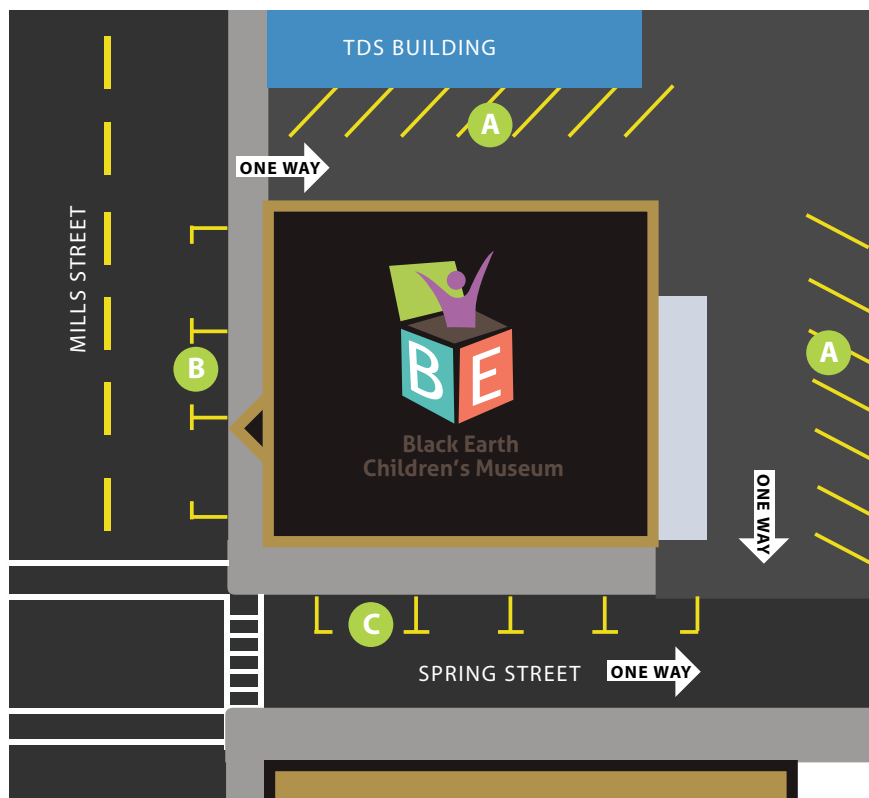 TDS BUILDING
A
ONE WAY
MILLS STREET
B
A
B E
Black Earth
Children's Museum
ONE WAY
C
SPRING STREET
ONE WAY